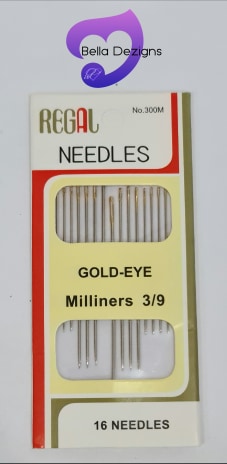 Bella Dezigns
No.300M
REGAL
NEEDLES
GOLD-EYE
Milliners 3/9
16 NEEDLES